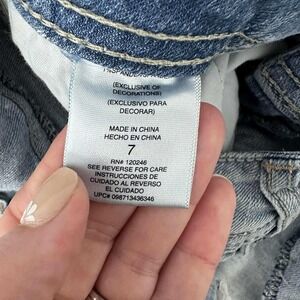 (EXCLUSIVE OF
DECORATIONS)
(EXCLUSIVO PARA
DECORAR)
MADE IN CHINA
HECHO EN CHINA
7
RN# 120246
SEE REVERSE FOR CARE
INSTRUCCIONES DE
CUIDADO AL REVERSO
EL CUIDADO
UPC# 098713436346